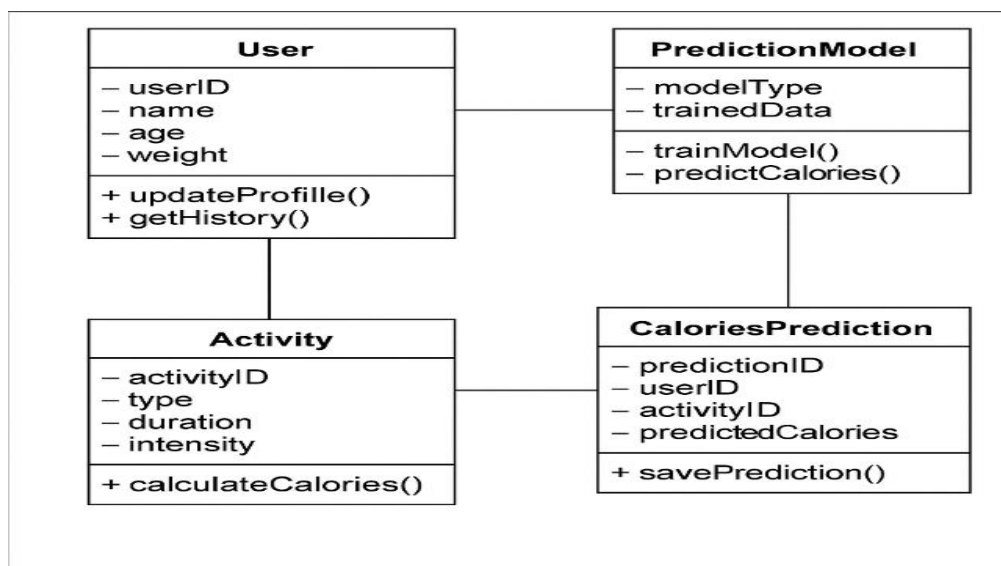 User
– userID
– name
– age
– weight
+ updateProfille()
+ getHistory()
PredictionModel
– modelType
– trainedData
– trainModel()
– predictCalories()
Activity
– activityID
– type
– duration
– intensity
+ calculateCalories()
CaloriesPrediction
– predictionID
– userID
– activityID
– predictedCalories
+ savePrediction()